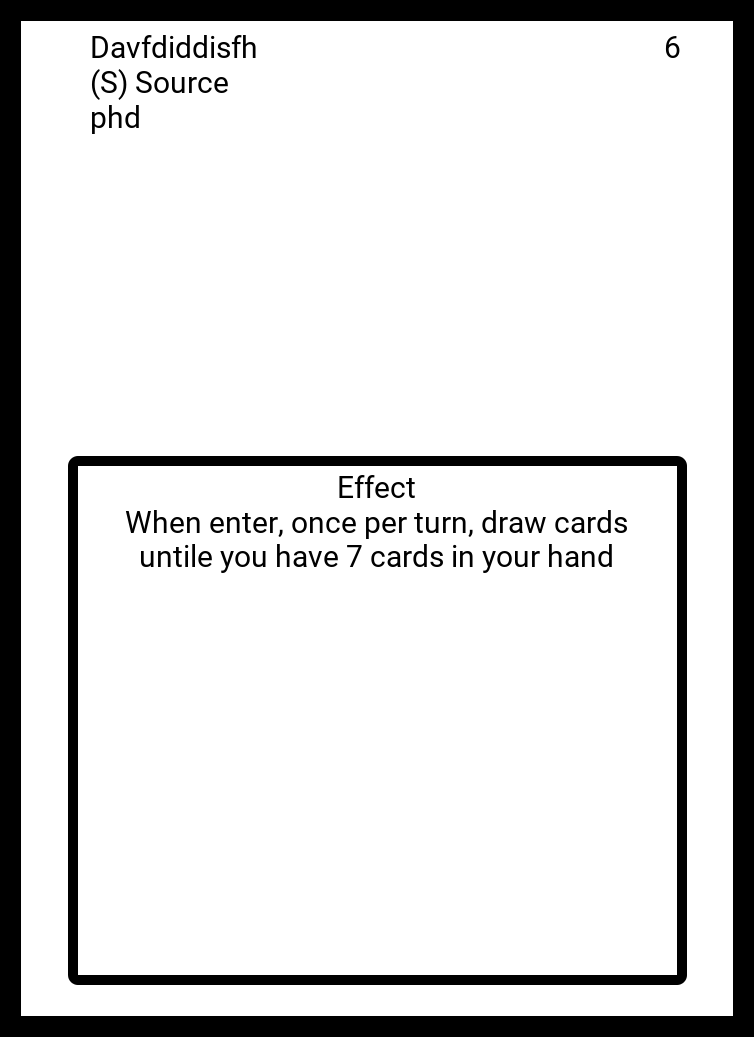 Davfdiddisfh 6
(S) Source
phd
Effect
When enter, once per turn, draw cards
untile you have 7 cards in your hand